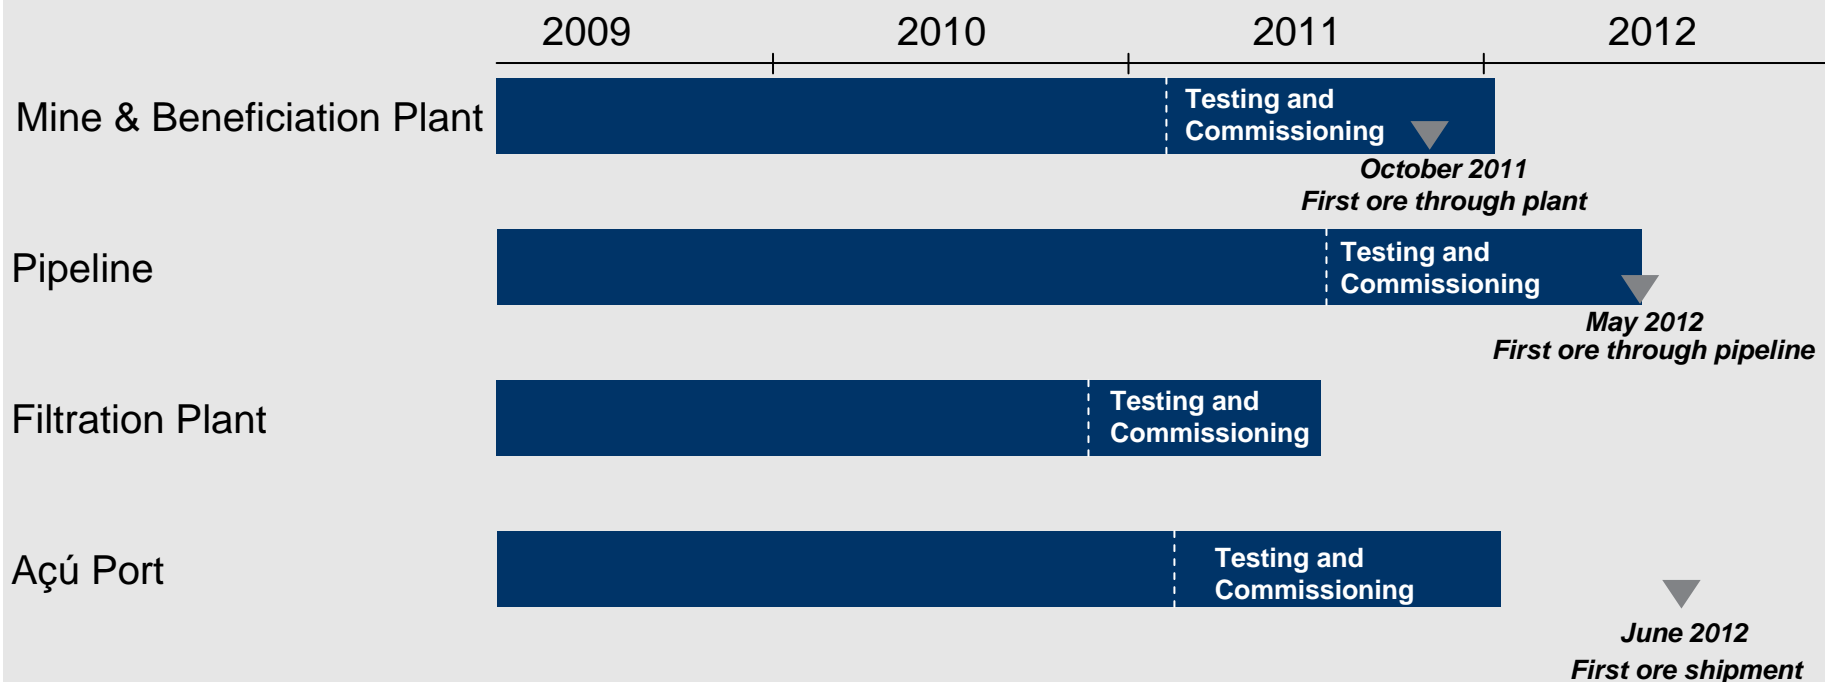 2009 2010 2011 2012
Mine & Beneficiation Plant
Testing and
Commissioning
October 2011
First ore through plant
Pipeline
Testing and
Commissioning
May 2012
First ore through pipeline
Filtration Plant
Testing and
Commissioning
Açú Port
Testing and
Commissioning
June 2012
First ore shipment